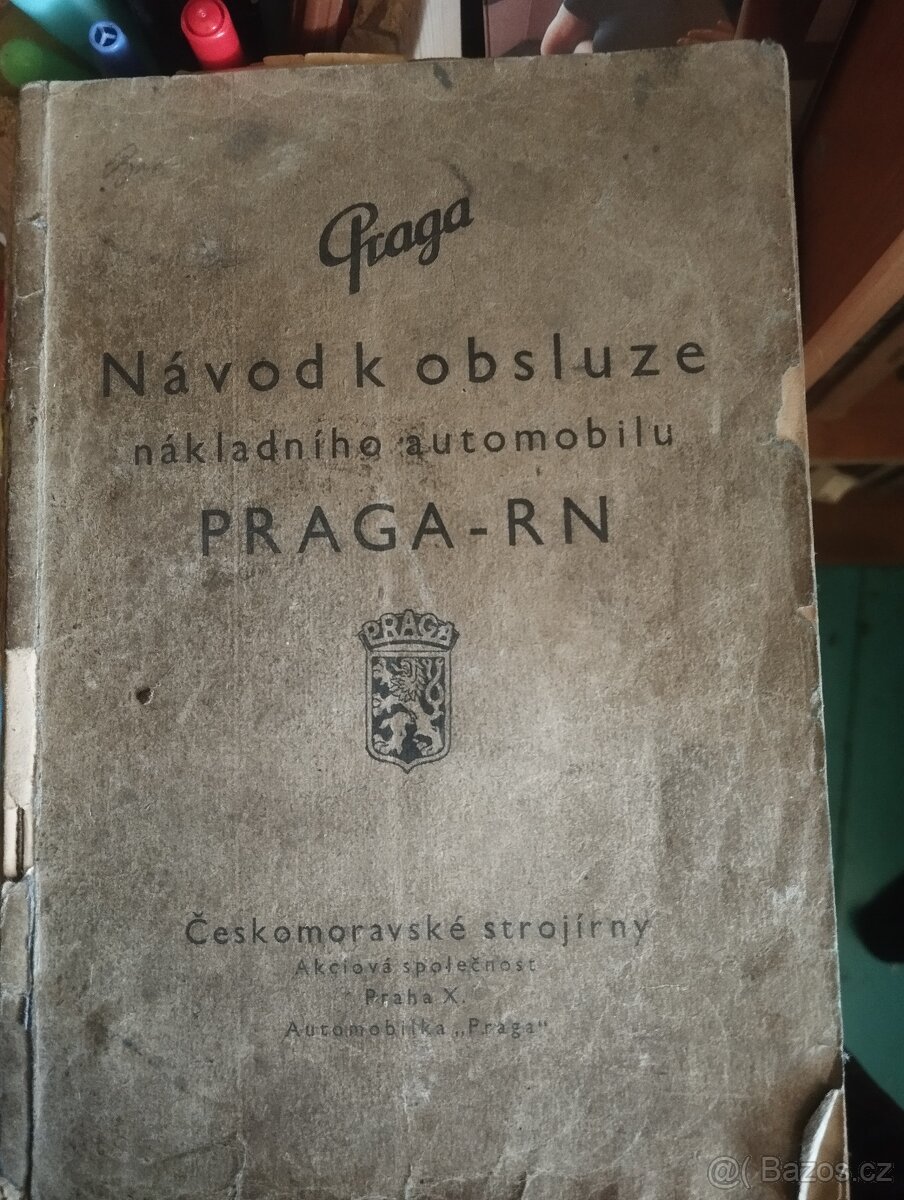 Praga
Návod k obsluze
nákladního automobilu
PRAGA-RN
PRAGA
Českomoravské strojírny
Akciová společnost
Praha X.
Automobilka „Praga“
@( Bazos.cz